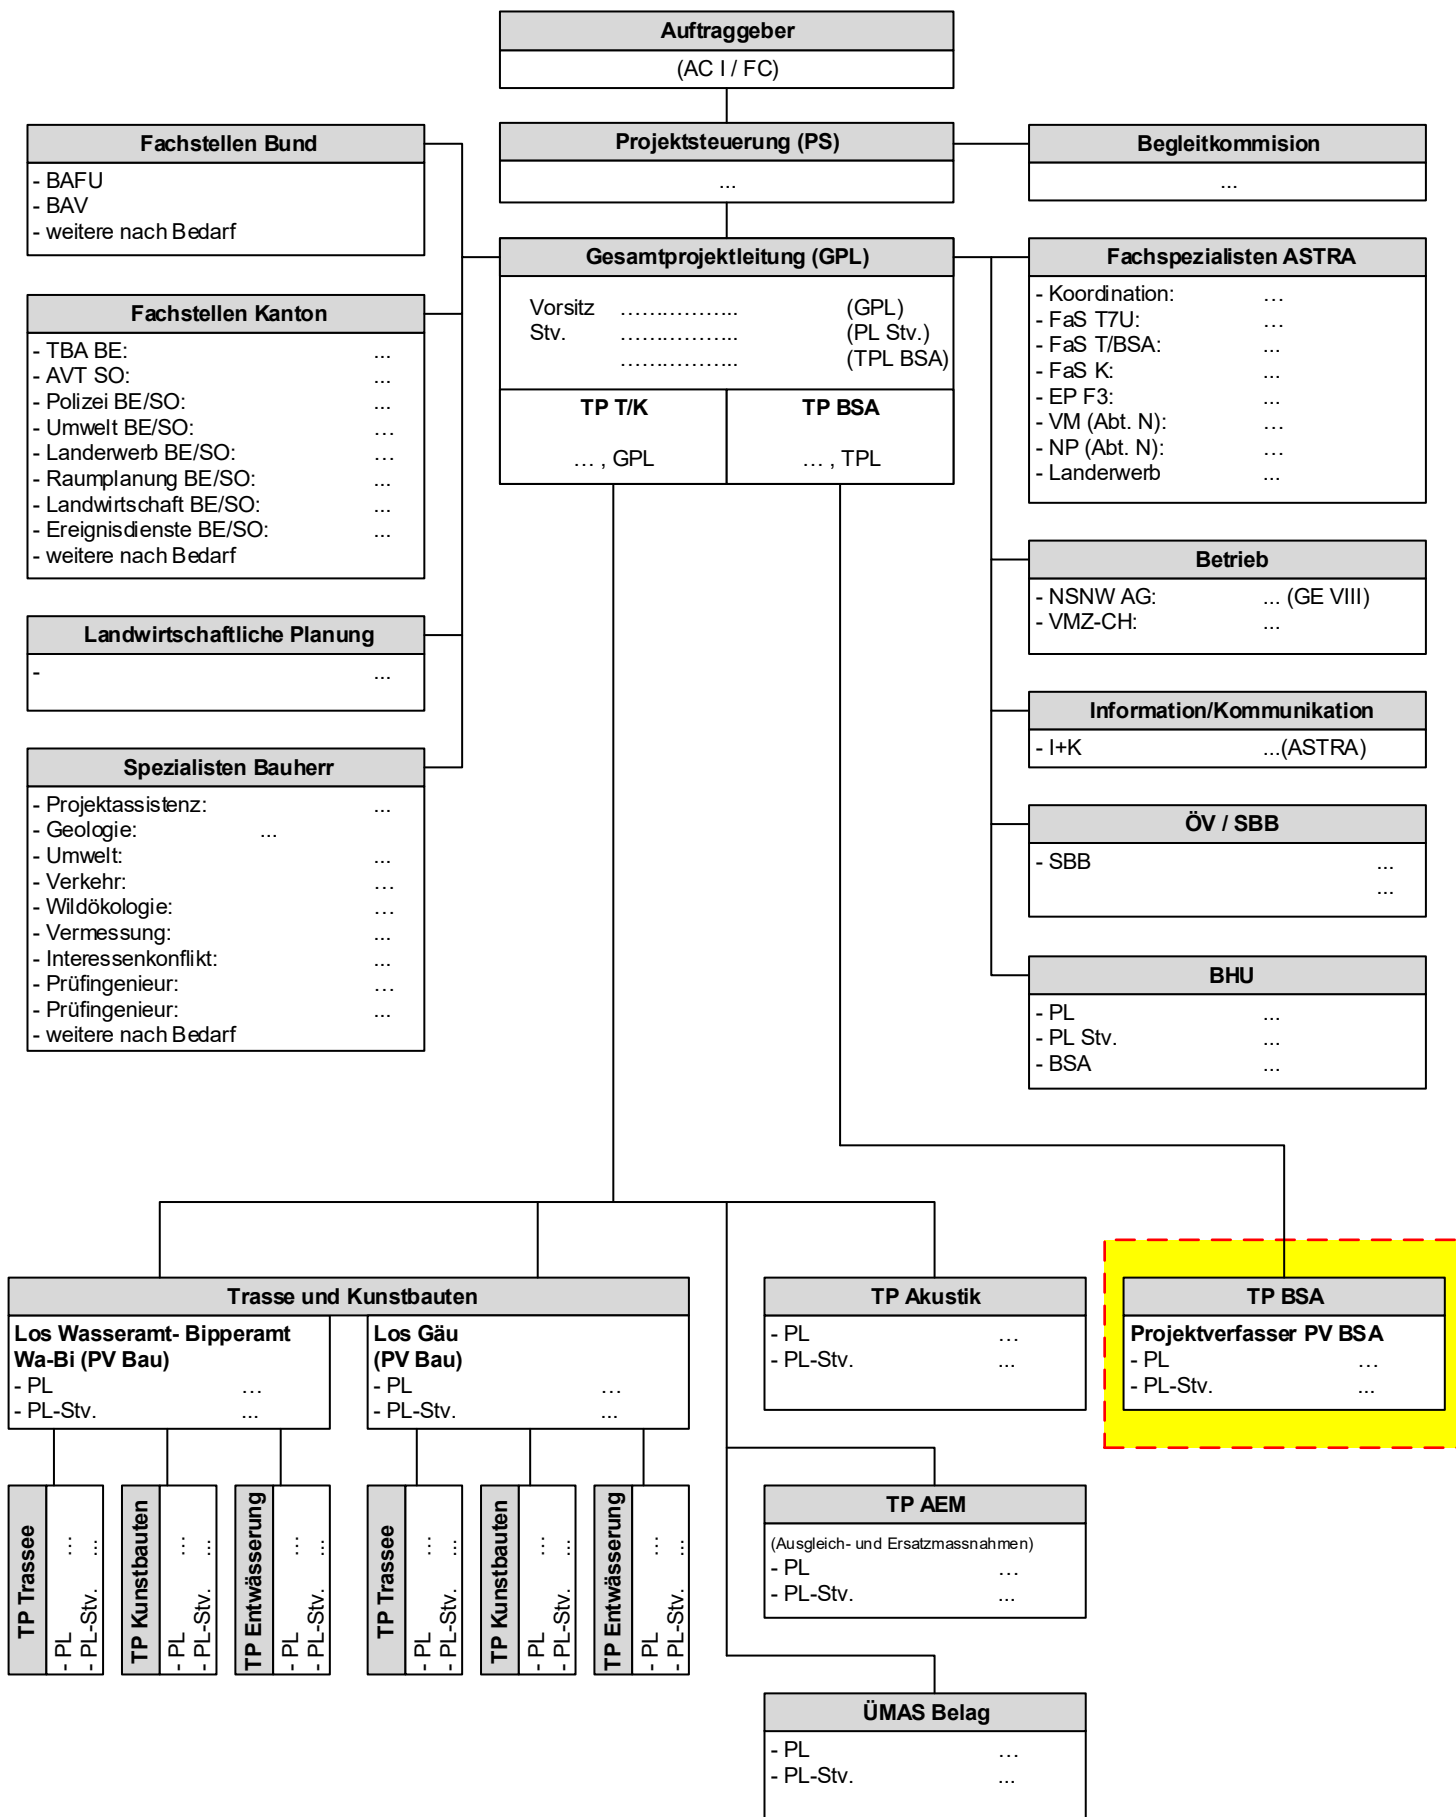 Auftraggeber
(AC I / FC)
Fachstellen Bund
- BAFU
- BAV
- weitere nach Bedarf
Projektsteuerung (PS)
...
Begleitkommision
...
Gesamtprojektleitung (GPL)
Vorsitz ……………... (GPL)
Stv. ……………... (PL Stv.)
……………... (TPL BSA)
TP T/K
… , GPL
TP BSA
… , TPL
Fachspezialisten ASTRA
- Koordination: …
- FaS T7U: …
- FaS T/BSA: ...
- FaS K: ...
- EP F3: ...
- VM (Abt. N): …
- NP (Abt. N): …
- Landerwerb ...
Fachstellen Kanton
- TBA BE: ...
- AVT SO: ...
- Polizei BE/SO: ...
- Umwelt BE/SO: …
- Landerwerb BE/SO: …
- Raumplanung BE/SO: ...
- Landwirtschaft BE/SO: ...
- Ereignisdienste BE/SO: ...
- weitere nach Bedarf
Betrieb
- NSNW AG: ... (GE VIII)
- VMZ-CH: ...
Landwirtschaftliche Planung
- ...
Information/Kommunikation
- I+K ...(ASTRA)
Spezialisten Bauherr
- Projektassistenz: ...
- Geologie: ...
- Umwelt: ...
- Verkehr: …
- Wildökologie: …
- Vermessung: ...
- Interessenkonflikt: ...
- Prüfingenieur: …
- Prüfingenieur: ...
- weitere nach Bedarf
ÖV / SBB
- SBB ...
...
BHU
- PL ...
- PL Stv. ...
- BSA ...
Trasse und Kunstbauten
Los Wasseramt- Bipperamt
Wa-Bi (PV Bau)
- PL …
- PL-Stv. ...
Los Gäu
(PV Bau)
- PL …
- PL-Stv. ...
TP Akustik
- PL …
- PL-Stv. ...
TP BSA
Projektverfasser PV BSA
- PL …
- PL-Stv. ...
TP Trassee
- PL …
- PL-Stv. ...
TP Kunstbauten
- PL …
- PL-Stv. ...
TP Entwässerung
- PL …
- PL-Stv. ...
TP Trassee
- PL …
- PL-Stv. ...
TP Kunstbauten
- PL …
- PL-Stv. ...
TP Entwässerung
- PL …
- PL-Stv. ...
TP AEM
(Ausgleich- und Ersatzmassnahmen)
- PL …
- PL-Stv. ...
ÜMAS Belag
- PL …
- PL-Stv. ...